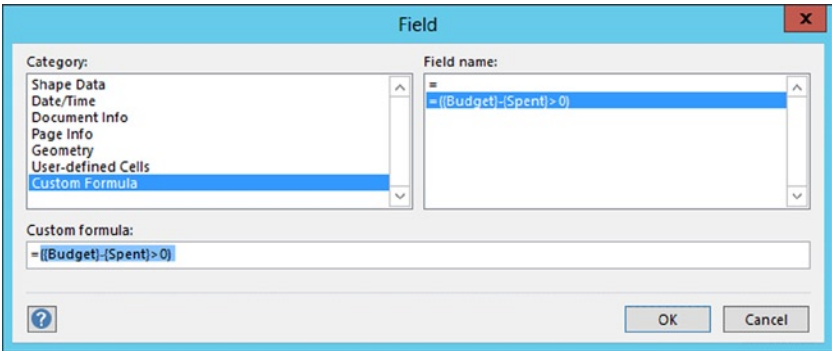 Field
x
Category:
Shape Data
Date/Time
Document Info
Page Info
Geometry
User-defined Cells
Custom Formula
Field name:
=
=({Budget}-{Spent}>0)
Custom formula:
=({Budget}-{Spent}>0)
?
OK
Cancel